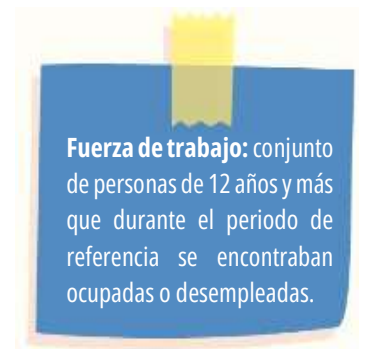 Fuerza de trabajo: conjunto
de personas de 12 años y más
que durante el periodo de
referencia se encontraban
ocupadas o desempleadas.